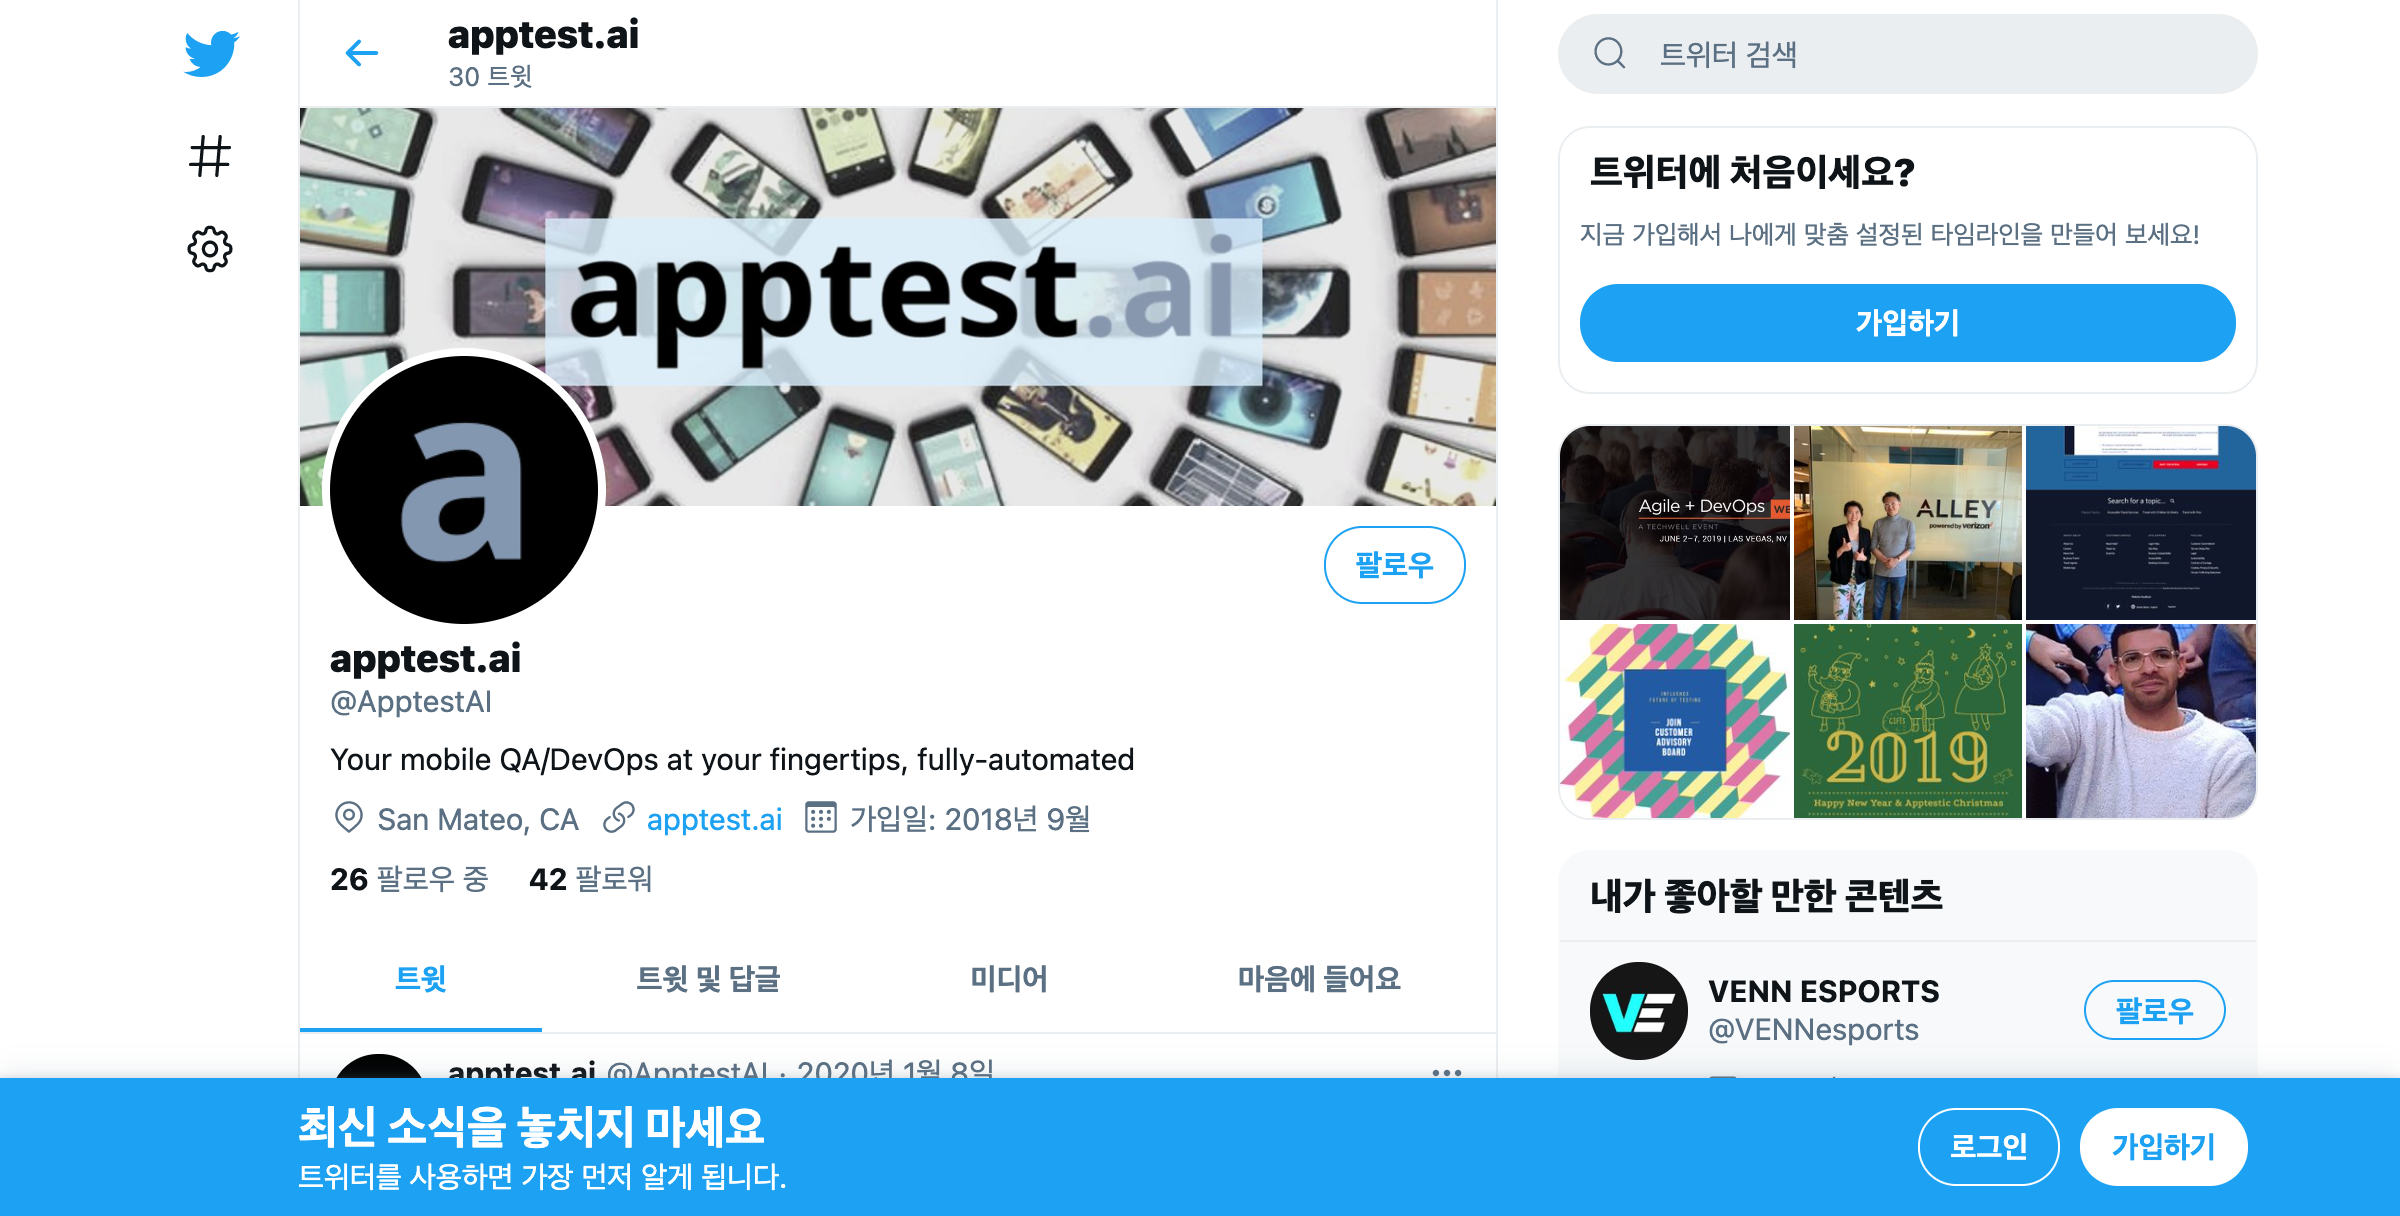 apptest.ai
30 트윗
apptest.ai
a
팔로우
apptest.ai
@ApptestAI
Your mobile QA/DevOps at your fingertips, fully-automated
San Mateo, CA apptest.ai 가입일: 2018년 9월
26 팔로우 중 42 팔로워
트윗 트윗 및 답글 미디어 마음에 들어요
apptest.ai @ApptestAI · 2020년 1월 8일
트위터 검색
트위터에 처음이세요?
지금 가입해서 나에게 맞춤 설정된 타임라인을 만들어 보세요!
가입하기
Agile + DevOps WE
A TECHWELL EVENT
JUNE 2-7, 2019 | LAS VEGAS, NV
ALLEY
powered by verizon
Search for a topic...
INFLUENCE
FUTURE OF TESTING
JOIN
CUSTOMER
ADVISORY
BOARD
GIFTS
2019
Happy New Year & Apptestic Christmas
내가 좋아할 만한 콘텐츠
VE
VENN ESPORTS
@VENNesports
팔로우
최신 소식을 놓치지 마세요
트위터를 사용하면 가장 먼저 알게 됩니다.
로그인
가입하기